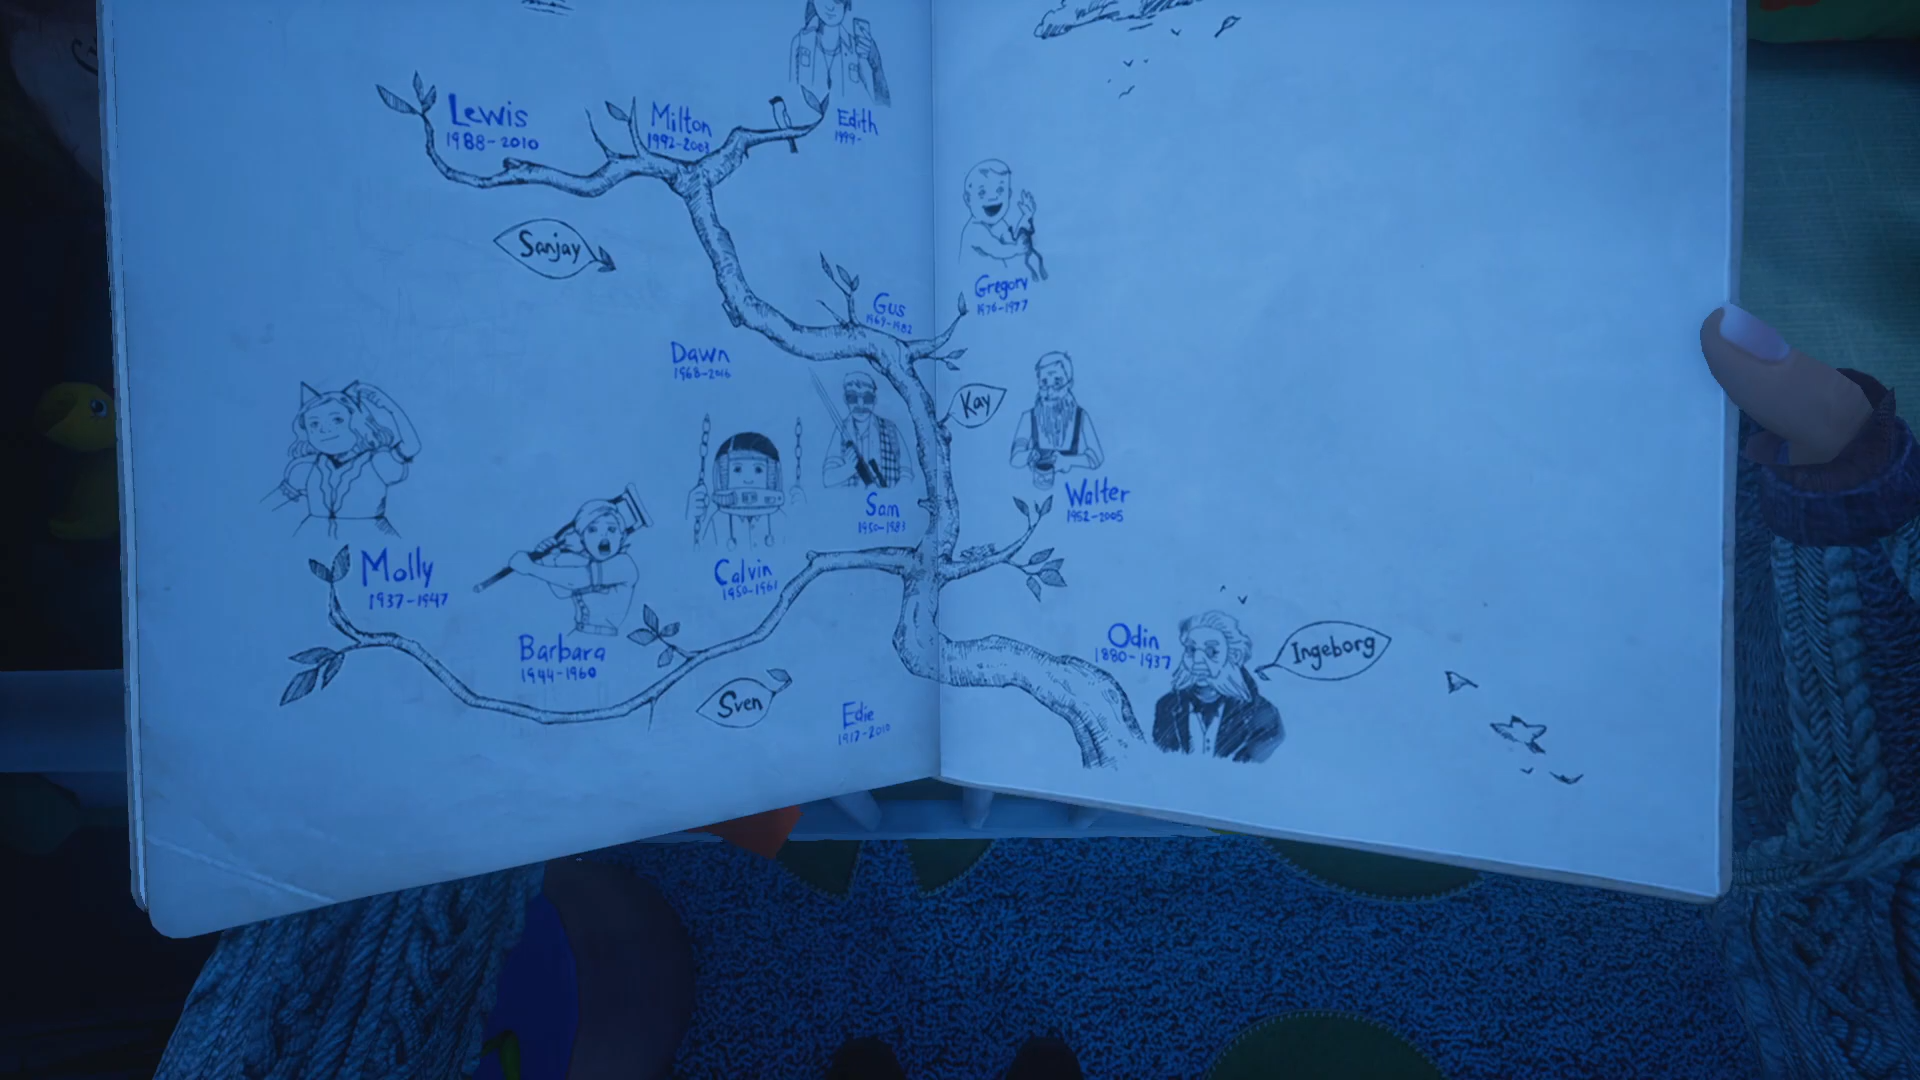 Lewis
1988-2010
Milton
1992-2003
Edith
1999-
Sanjay
Gregory
1976-1977
Gus
1969-1982
Dawn
1968-2016
Kay
Sam
1950-1983
Walter
1952-2005
Calvin
1950-1961
Molly
1937-1947
Barbara
1944-1960
Odin
1880-1937
Ingeborg
Sven
Edie
1917-2010